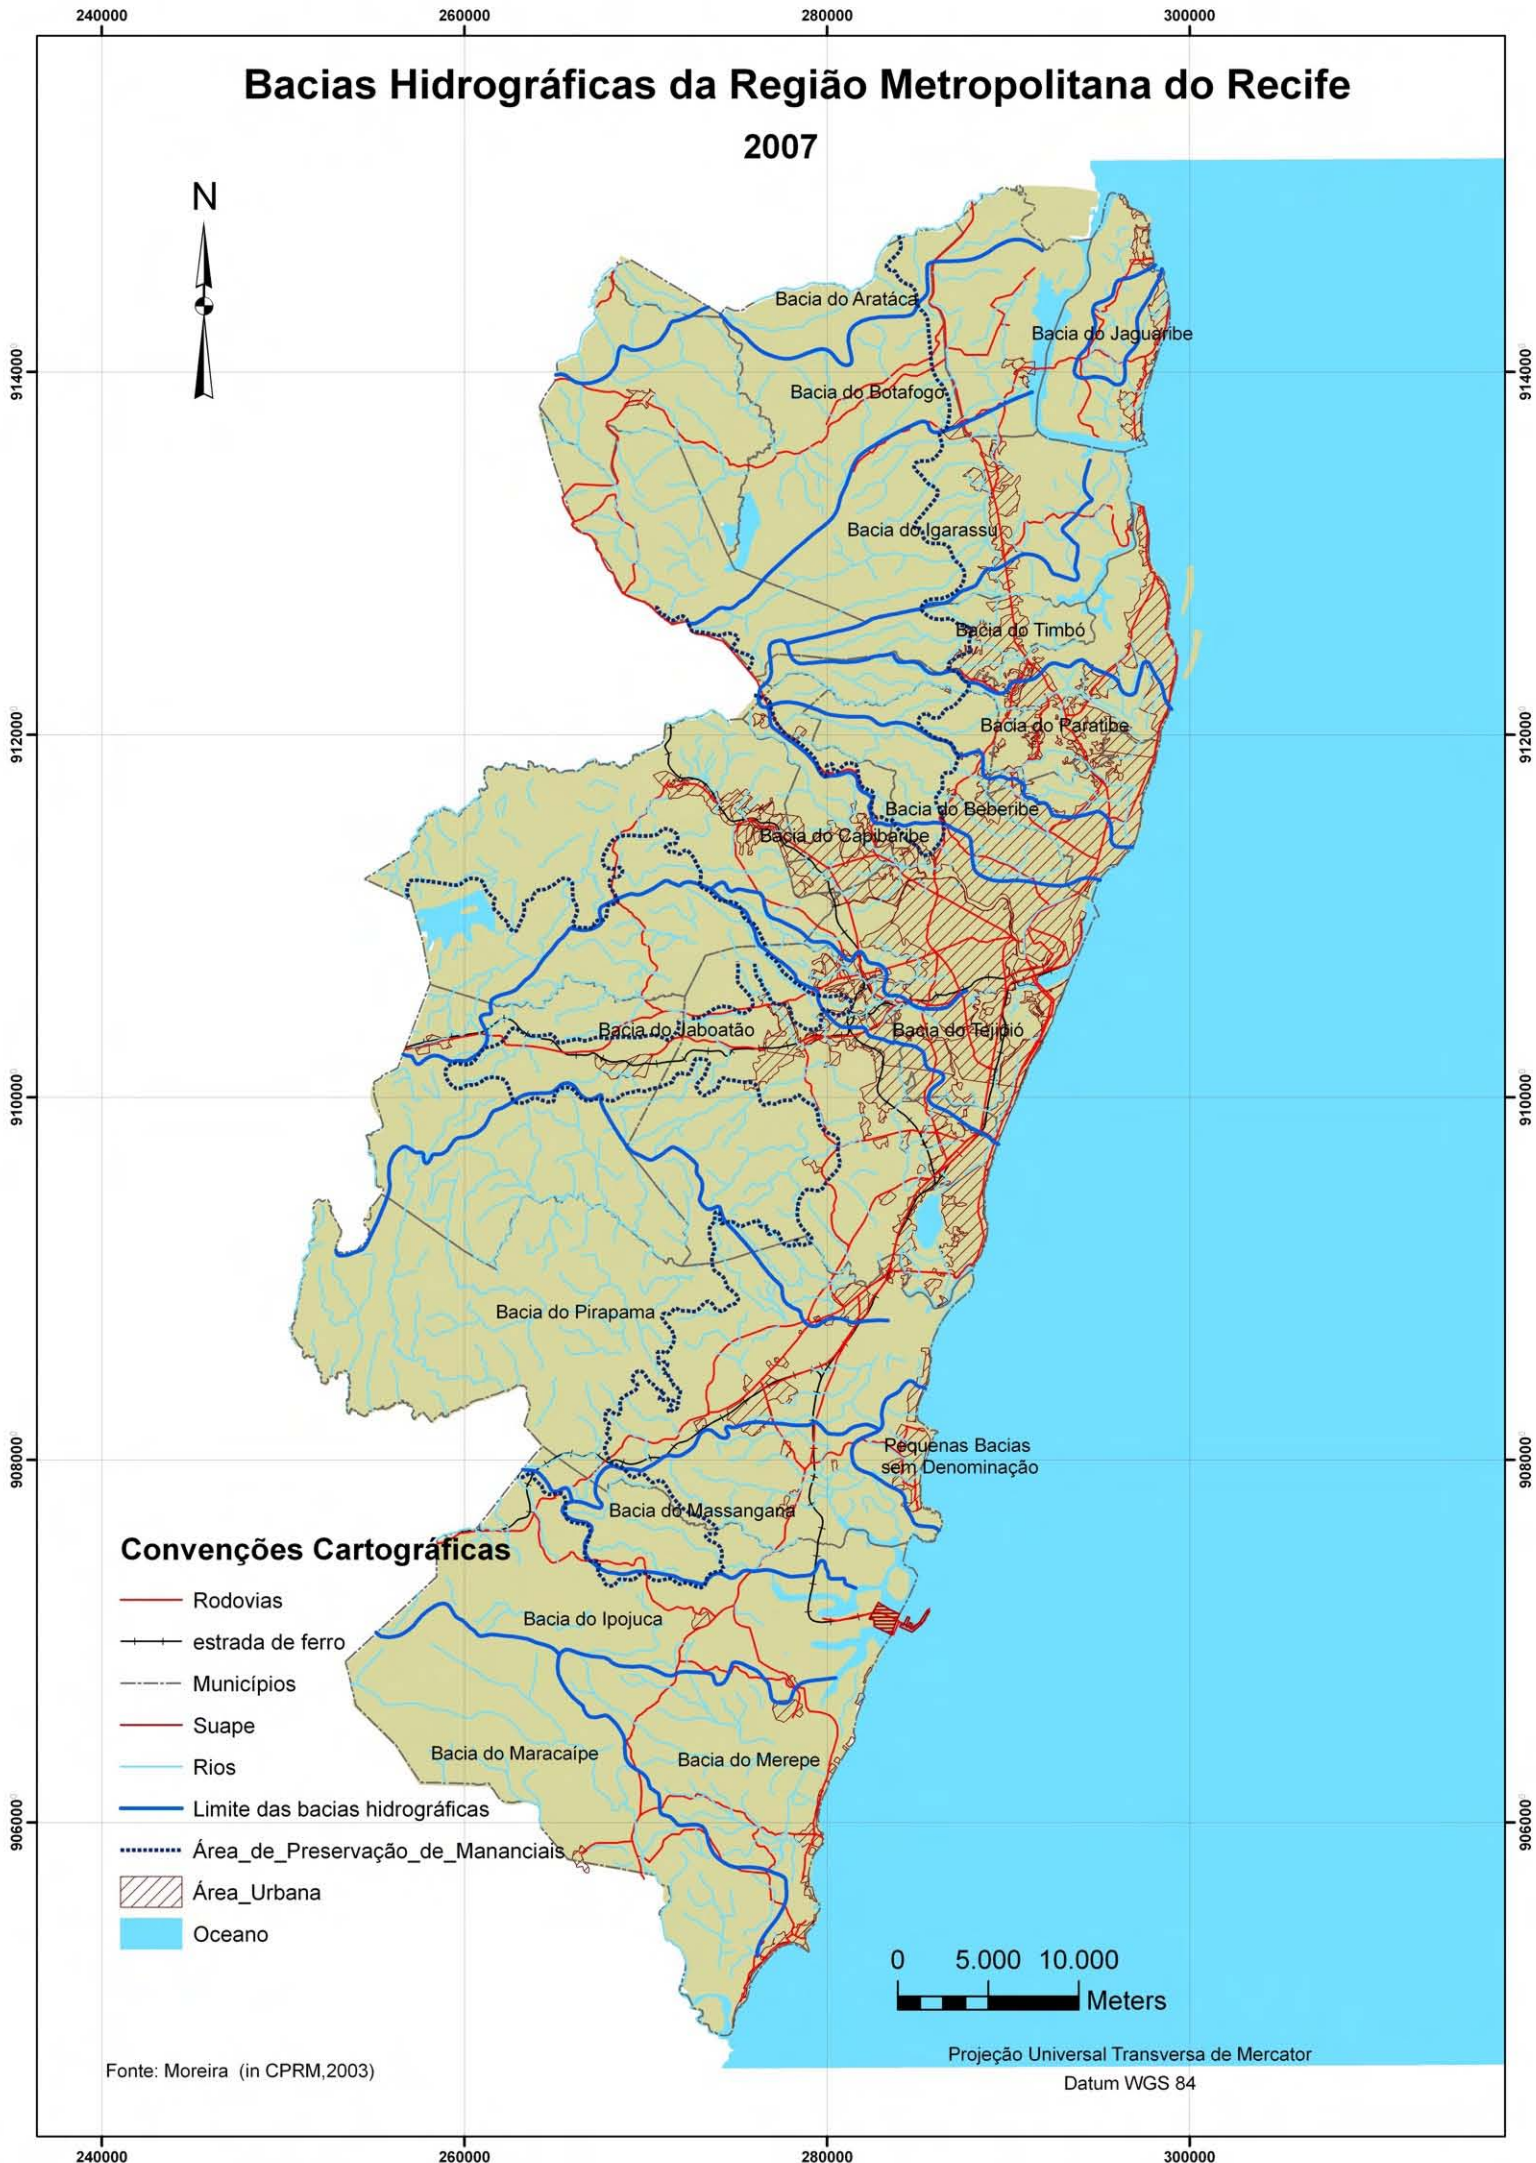 240000 260000 280000 300000
Bacias Hidrográficas da Região Metropolitana do Recife
2007
N
Bacia do Aratáca
Bacia do Jaguaribe
9140000 9140000
Bacia do Botafogo
Bacia do Igarassu
Bacia do Timbó
Bacia do Paratibe
9120000 9120000
Bacia do Beberibe
Bacia do Capibaribe
Bacia do Jaboatão
Bacia do Tejipió
9100000 9100000
Bacia do Pirapama
Pequenas Bacias
sem Denominação
9080000 9080000
Bacia do Massangana
Bacia do Ipojuca
Bacia do Maracaípe
Bacia do Merepe
9060000 9060000
Convenções Cartográficas
Rodovias
estrada de ferro
Municípios
Suape
Rios
Limite das bacias hidrográficas
Área_de_Preservação_de_Mananciais
Área_Urbana
Oceano
0 5.000 10.000
Meters
Projeção Universal Transversa de Mercator
Datum WGS 84
Fonte: Moreira (in CPRM,2003)
240000 260000 280000 300000